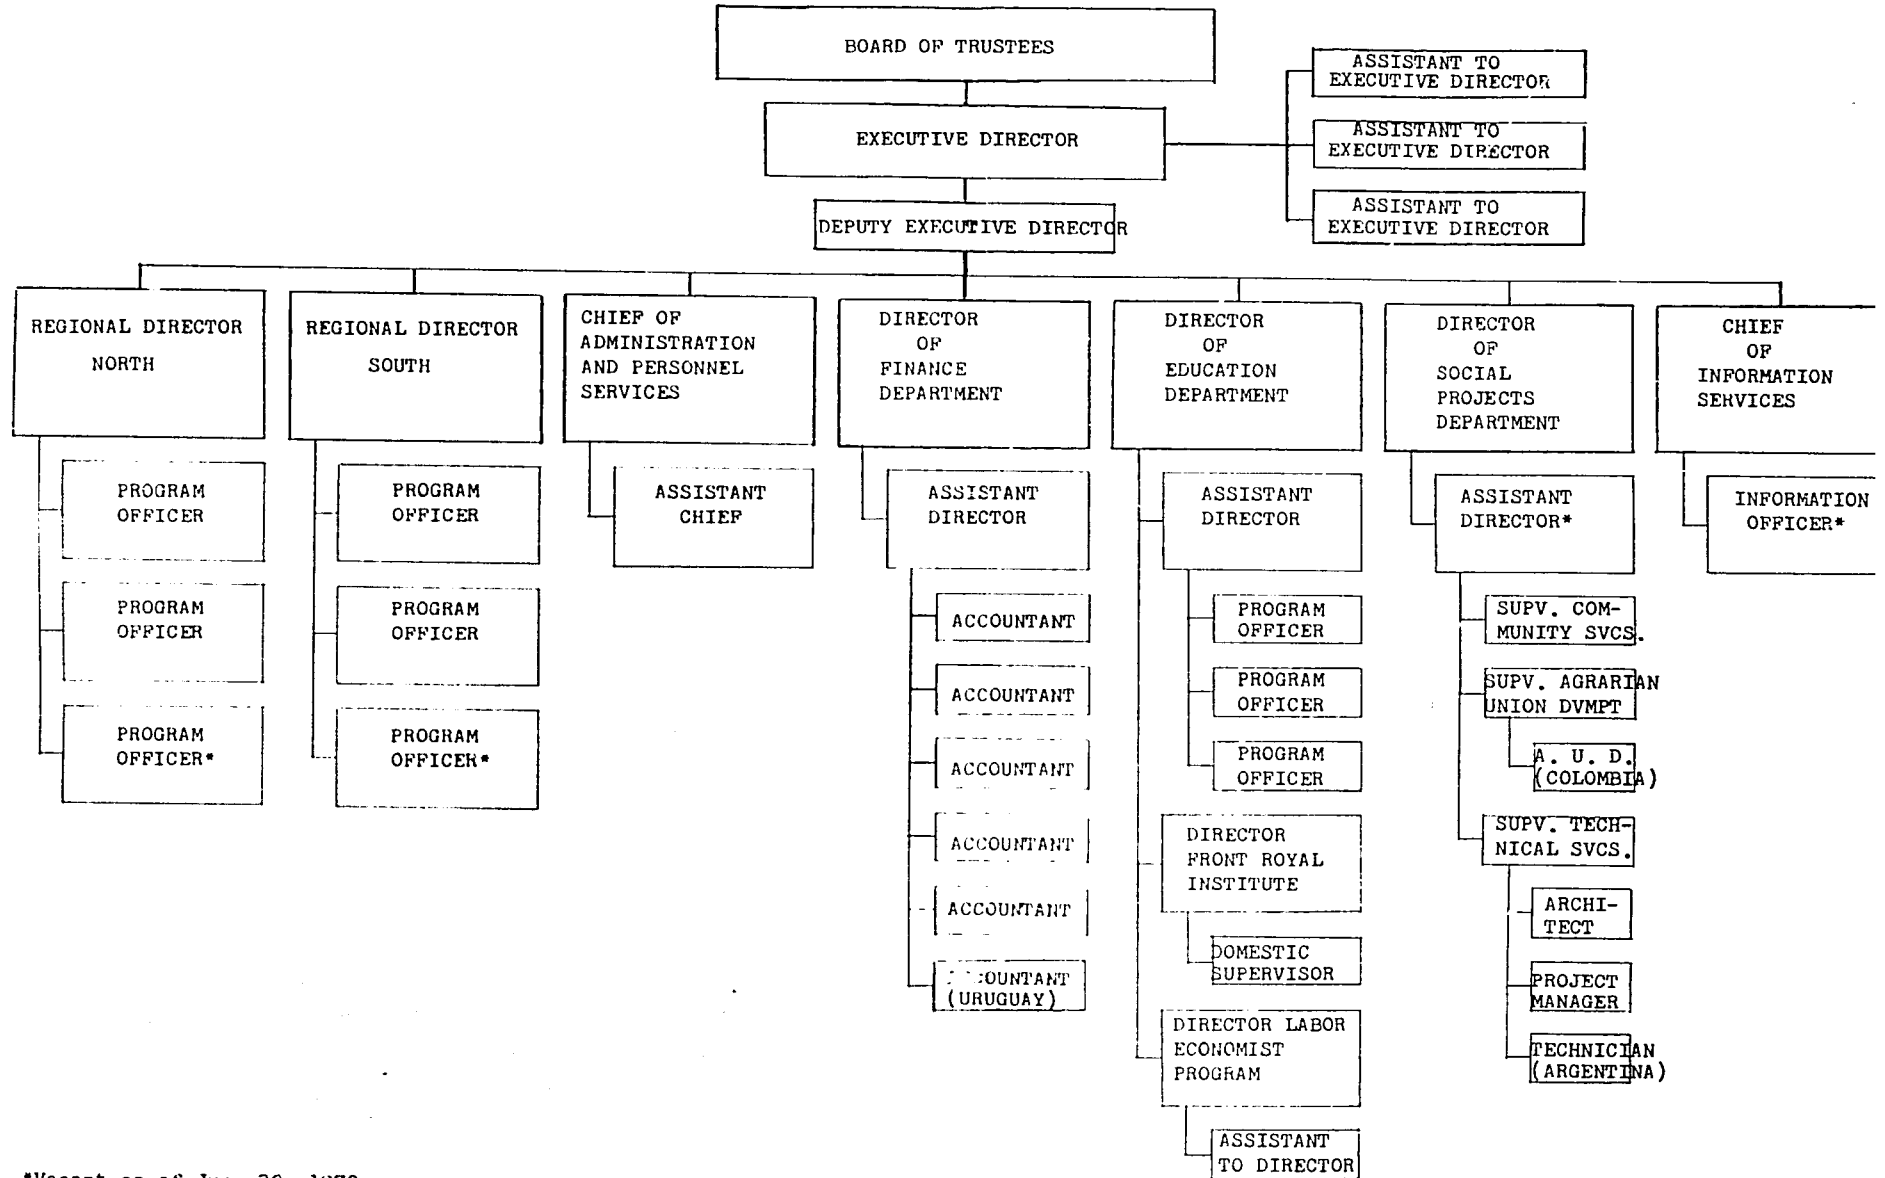 BOARD OF TRUSTEES
ASSISTANT TO
EXECUTIVE DIRECTOR
EXECUTIVE DIRECTOR
ASSISTANT TO
EXECUTIVE DIRECTOR
ASSISTANT TO
EXECUTIVE DIRECTOR
DEPUTY EXECUTIVE DIRECTOR
REGIONAL DIRECTOR
NORTH
REGIONAL DIRECTOR
SOUTH
CHIEF OF
ADMINISTRATION
AND PERSONNEL
SERVICES
DIRECTOR
OF
FINANCE
DEPARTMENT
DIRECTOR
OF
EDUCATION
DEPARTMENT
DIRECTOR
OF
SOCIAL
PROJECTS
DEPARTMENT
CHIEF
OF
INFORMATION
SERVICES
PROGRAM
OFFICER
PROGRAM
OFFICER
PROGRAM
OFFICER*
PROGRAM
OFFICER
PROGRAM
OFFICER
PROGRAM
OFFICER*
ASSISTANT
CHIEF
ASSISTANT
DIRECTOR
ACCOUNTANT
ACCOUNTANT
ACCOUNTANT
ACCOUNTANT
ACCOUNTANT
(URUGUAY)
ASSISTANT
DIRECTOR
PROGRAM
OFFICER
PROGRAM
OFFICER
PROGRAM
OFFICER
DIRECTOR
FRONT ROYAL
INSTITUTE
DOMESTIC
SUPERVISOR
DIRECTOR LABOR
ECONOMIST
PROGRAM
ASSISTANT
TO DIRECTOR
ASSISTANT
DIRECTOR*
SUPV. COM-
MUNITY SVCS.
SUPV. AGRARIAN
UNION DVMPT
A. U. D.
(COLOMBIA)
SUPV. TECH-
NICAL SVCS.
ARCHI-
TECT
PROJECT
MANAGER
TECHNICIAN
(ARGENTINA)
INFORMATION
OFFICER*